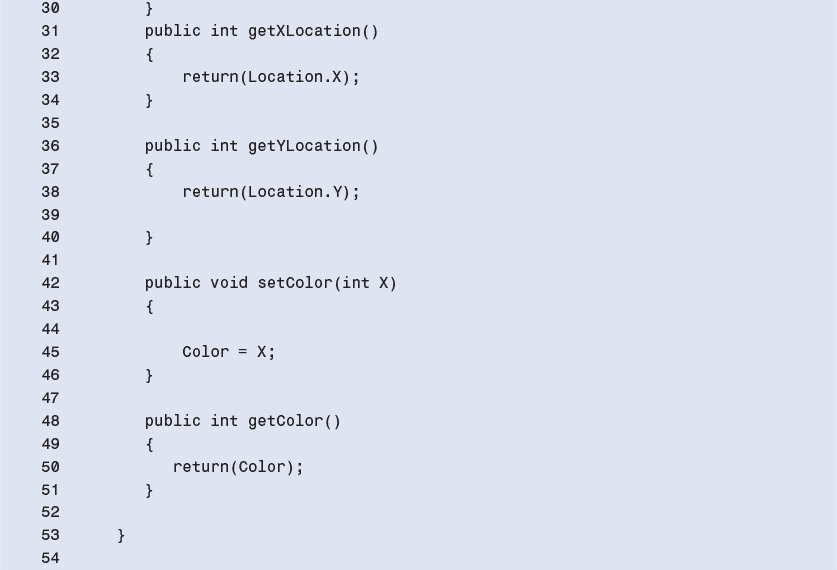 30         }
31         public int getXLocation()
32         {
33             return(Location.X);
34         }
35
36         public int getYLocation()
37         {
38             return(Location.Y);
39
40         }
41
42         public void setColor(int X)
43         {
44
45             Color = X;
46         }
47
48         public int getColor()
49         {
50            return(Color);
51         }
52
53      }
54